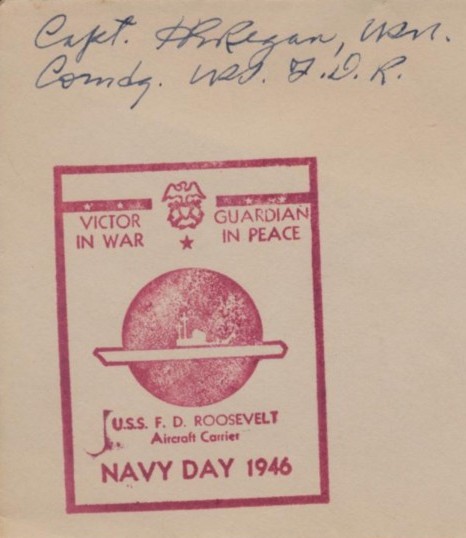 Capt. H R Regan, USN.
Comdg. USS. F.D.R.
VICTOR
IN WAR
GUARDIAN
IN PEACE
U.S.S. F. D. ROOSEVELT
Aircraft Carrier
NAVY DAY 1946